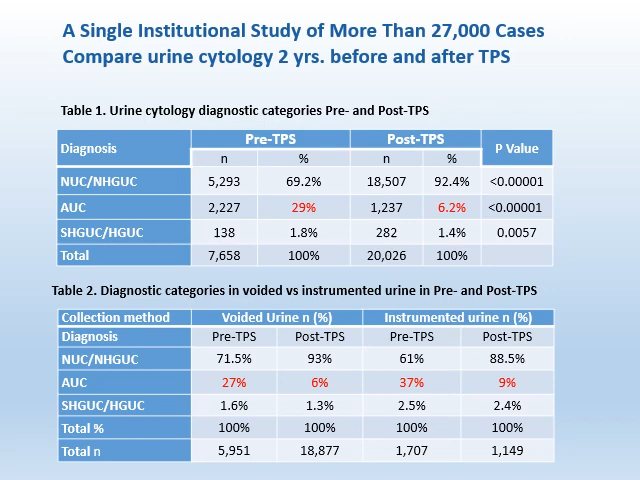 A Single Institutional Study of More Than 27,000 Cases
Compare urine cytology 2 yrs. before and after TPS
Table 1. Urine cytology diagnostic categories Pre- and Post-TPS
Diagnosis Pre-TPS Post-TPS P Value
n % n %
NUC/NHGUC 5,293 69.2% 18,507 92.4% <0.00001
AUC 2,227 29% 1,237 6.2% <0.00001
SHGUC/HGUC 138 1.8% 282 1.4% 0.0057
Total 7,658 100% 20,026 100%
Table 2. Diagnostic categories in voided vs instrumented urine in Pre- and Post-TPS
Collection method Voided Urine n (%) Instrumented urine n (%)
Diagnosis Pre-TPS Post-TPS Pre-TPS Post-TPS
NUC/NHGUC 71.5% 93% 61% 88.5%
AUC 27% 6% 37% 9%
SHGUC/HGUC 1.6% 1.3% 2.5% 2.4%
Total % 100% 100% 100% 100%
Total n 5,951 18,877 1,707 1,149